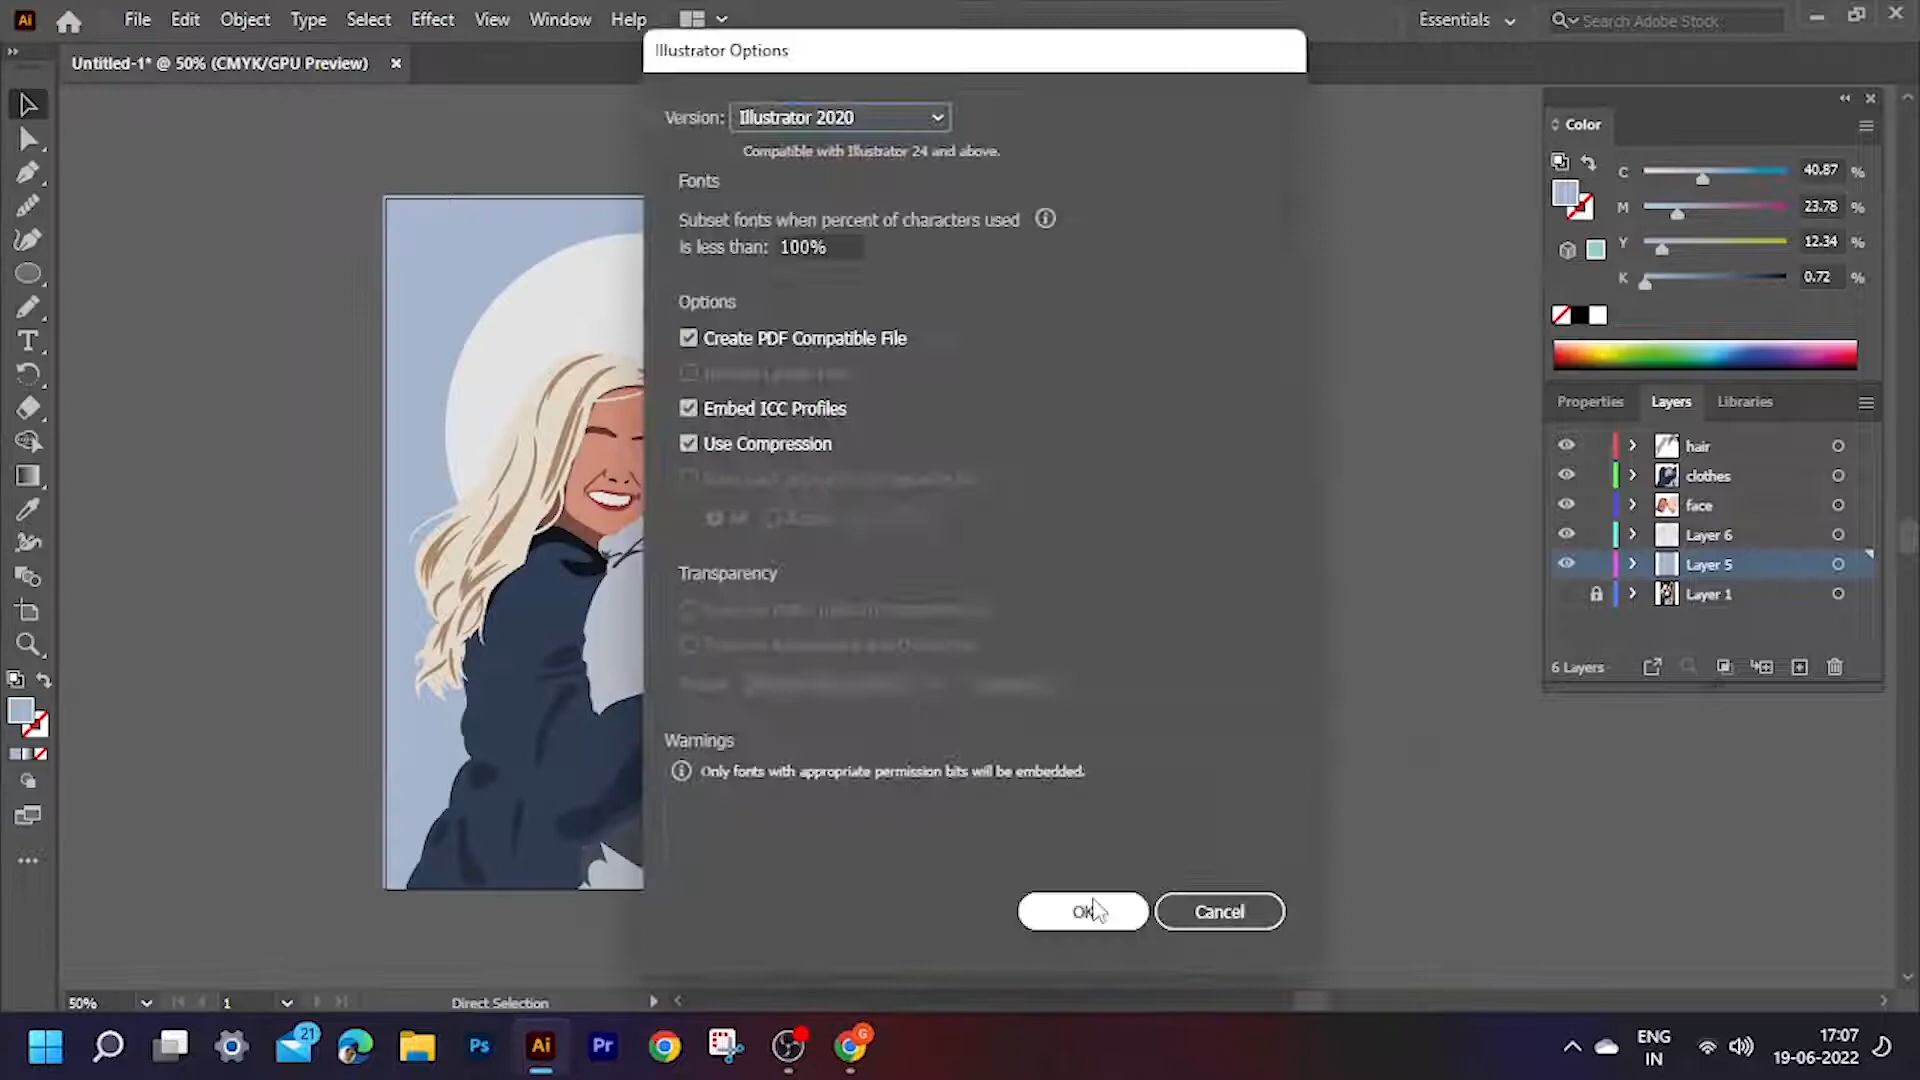 Ai File Edit Object Type Select Effect View Window Help Essentials Search Adobe Stock
Untitled-1* @ 50% (CMYK/GPU Preview)
Illustrator Options
Version: Illustrator 2020
Compatible with Illustrator 24 and above.
Fonts
Subset fonts when percent of characters used
is less than: 100%
Options
Create PDF Compatible File
Embed ICC Profiles
Use Compression
Transparency
Warnings
Only fonts with appropriate permission bits will be embedded.
OK Cancel
Color
C 40.87 %
M 23.78 %
Y 12.34 %
K 0.72 %
Properties Layers Libraries
hair
clothes
face
Layer 6
Layer 5
Layer 1
6 Layers
50% 1 Direct Selection
21 Ps Ai Pr G
ENG
IN
17:07
19-06-2022